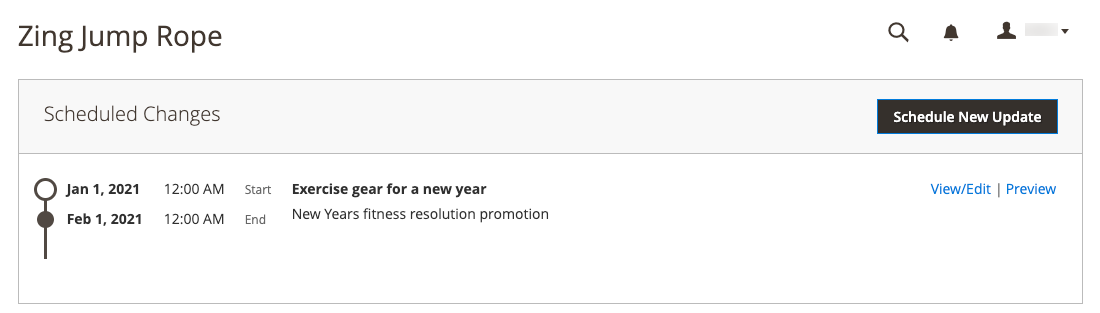 Zing Jump Rope
Scheduled Changes
Schedule New Update
Jan 1, 2021 12:00 AM Start Exercise gear for a new year View/Edit | Preview
Feb 1, 2021 12:00 AM End New Years fitness resolution promotion